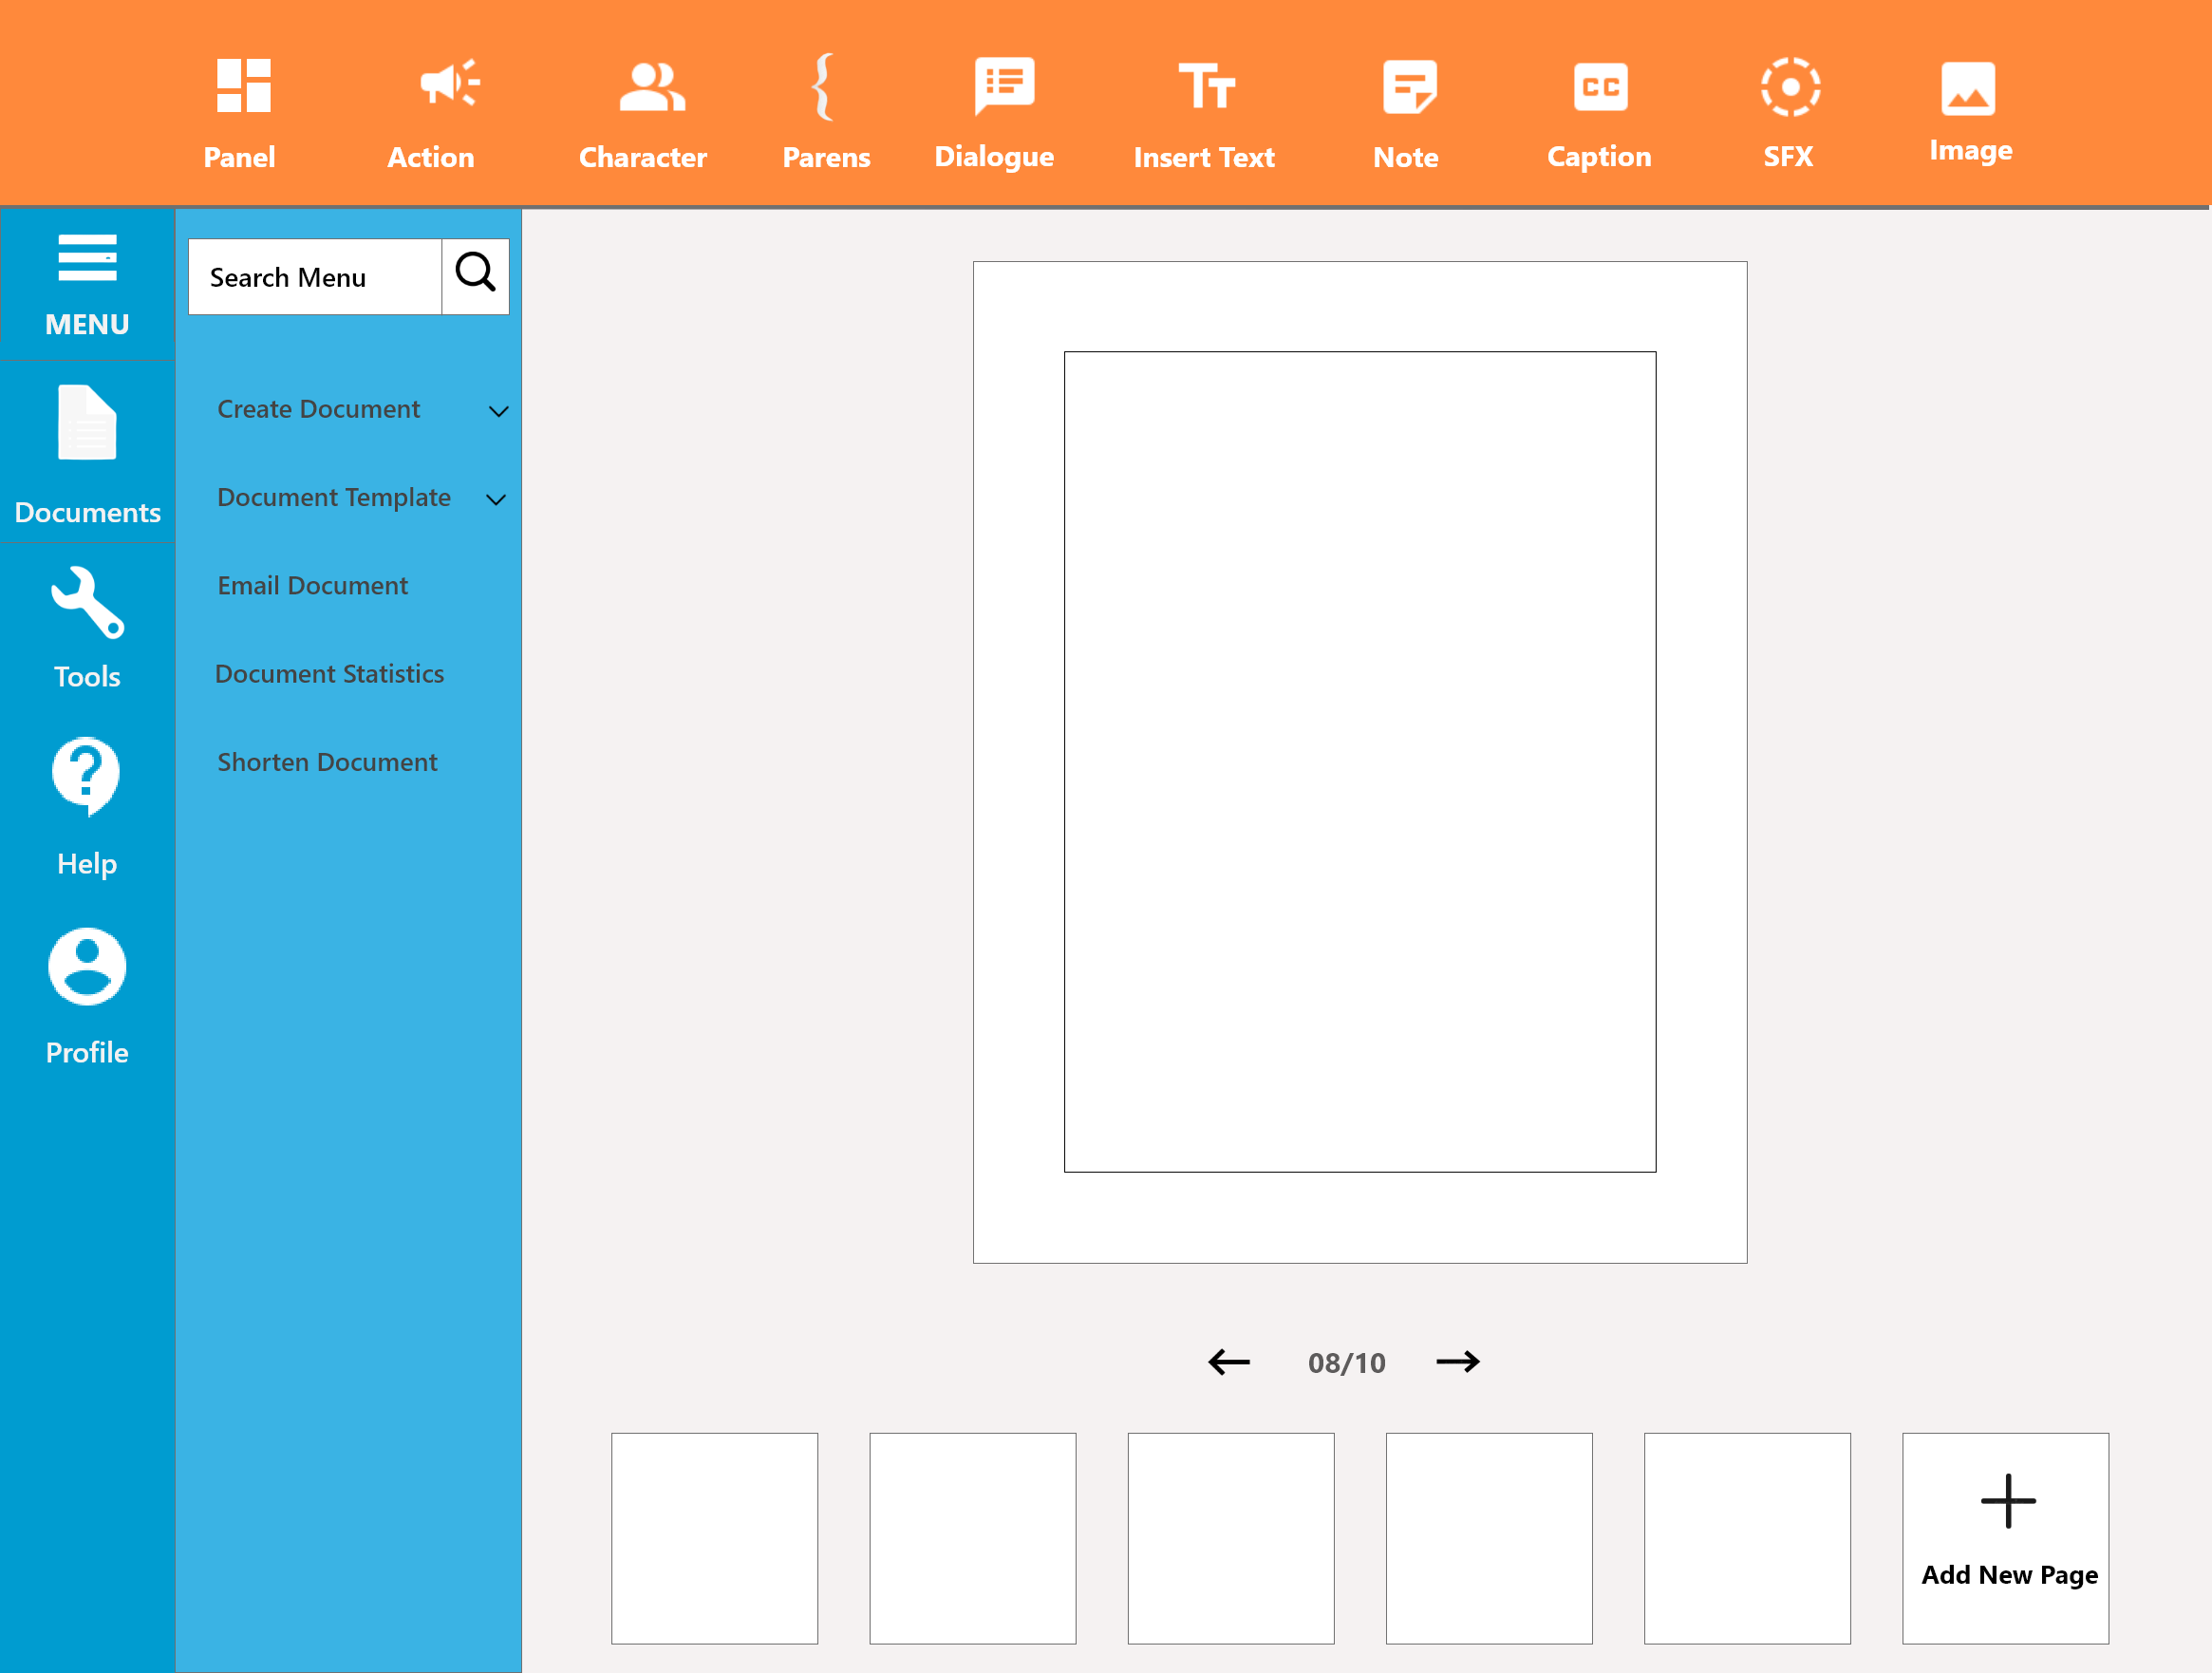 Panel
Action
Character
Parens
Dialogue
Insert Text
Note
Caption
SFX
Image
MENU
Documents
Tools
Help
Profile
Search Menu
Create Document
Document Template
Email Document
Document Statistics
Shorten Document
08/10
Add New Page